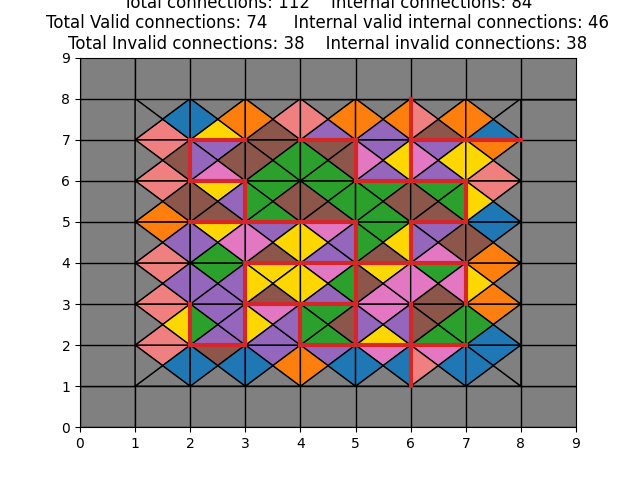 Total connections: 112    Internal connections: 84
Total Valid connections: 74     Internal valid internal connections: 46
Total Invalid connections: 38    Internal invalid connections: 38
9
8
7
6
5
4
3
2
1
0
0 1 2 3 4 5 6 7 8 9